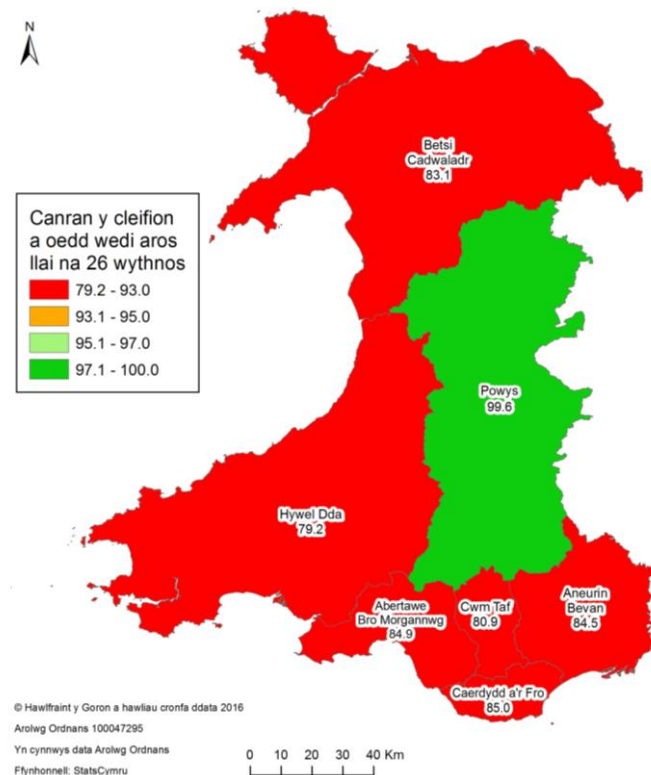 N
Betsi
Cadwaladr
83.1
Canran y cleifion
a oedd wedi aros
llai na 26 wythnos
79.2 - 93.0
93.1 - 95.0
95.1 - 97.0
97.1 - 100.0
Powys
99.6
Hywel Dda
79.2
Abertawe
Bro Morgannwg
84.9
Cwm Taf
80.9
Aneurin
Bevan
84.5
Caerdydd a'r Fro
85.0
© Hawlfraint y Goron a hawliau cronfa ddata 2016
Arolwg Ordnans 100047295
Yn cynnwys data Arolwg Ordnans
Ffynhonnell: StatsCymru
0 10 20 30 40 Km